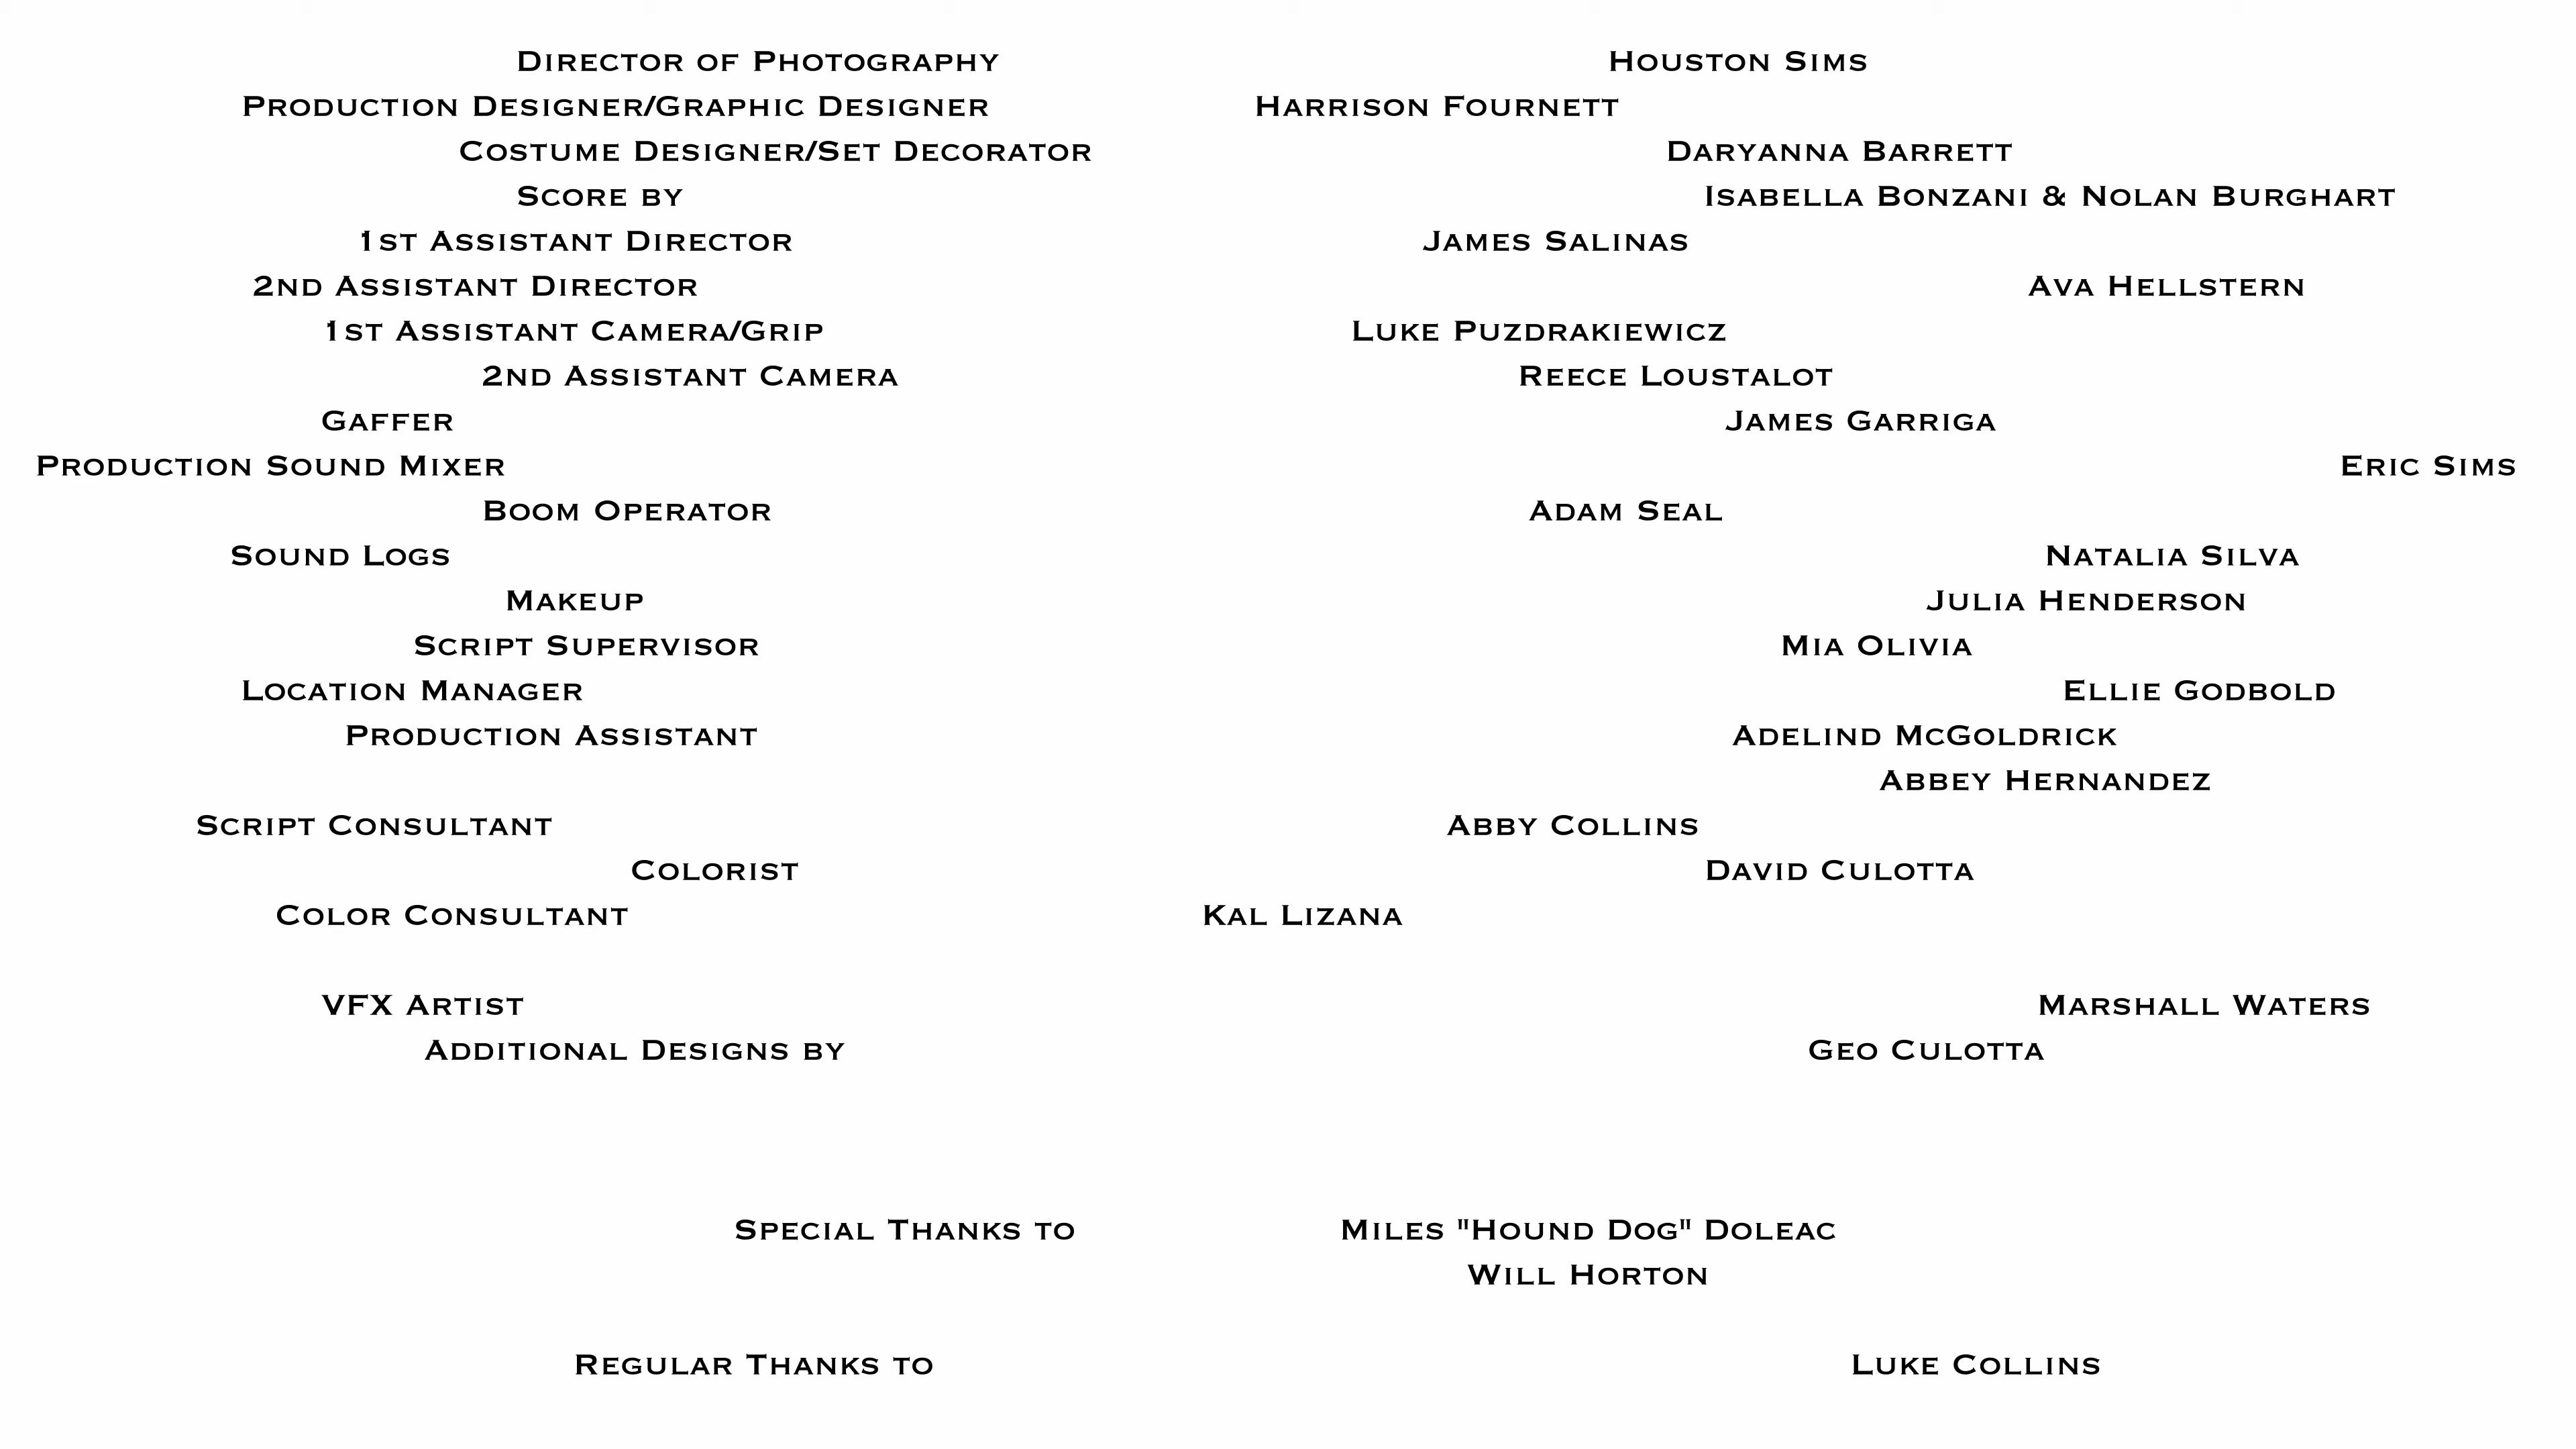 Director of Photography Houston Sims
Production Designer/Graphic Designer Harrison Fournett
Costume Designer/Set Decorator Daryanna Barrett
Score by Isabella Bonzani & Nolan Burghart
1st Assistant Director James Salinas
2nd Assistant Director Ava Hellstern
1st Assistant Camera/Grip Luke Puzdrakiewicz
2nd Assistant Camera Reece Loustalot
Gaffer James Garriga
Production Sound Mixer Eric Sims
Boom Operator Adam Seal
Sound Logs Natalia Silva
Makeup Julia Henderson
Script Supervisor Mia Olivia
Location Manager Ellie Godbold
Production Assistant Adelind McGoldrick
Abbey Hernandez
Script Consultant Abby Collins
Colorist David Culotta
Color Consultant Kal Lizana
VFX Artist Marshall Waters
Additional Designs by Geo Culotta
Special Thanks to Miles "Hound Dog" Doleac
Will Horton
Regular Thanks to Luke Collins